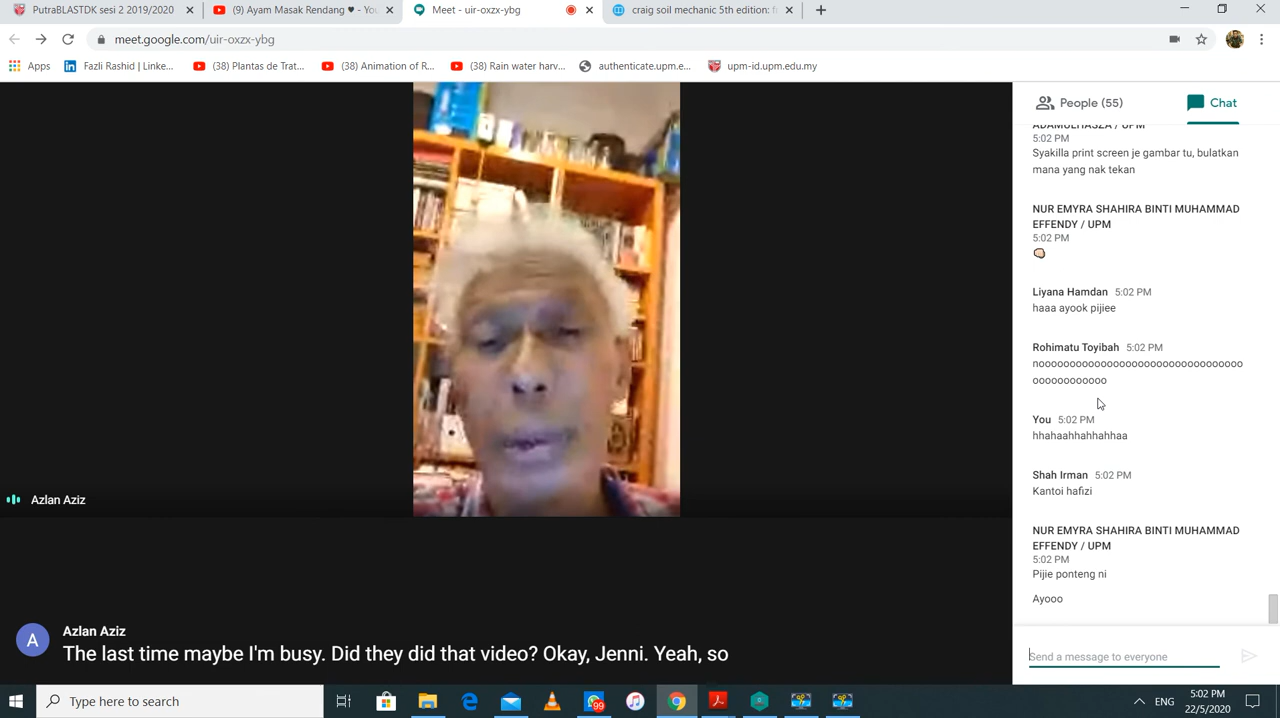 PutraBLASTDK sesi 2 2019/2020
(9) Ayam Masak Rendang ♥ - You
Meet - uir-oxzx-ybg
craig soil mechanic 5th edition: f
meet.google.com/uir-oxzx-ybg
Apps
Fazli Rashid | Linke...
(38) Plantas de Trat...
(38) Animation of R...
(38) Rain water harv...
authenticate.upm.e...
upm-id.upm.edu.my
People (55)
Chat
ADAMULHASZA / UPM
5:02 PM
Syakilla print screen je gambar tu, bulatkan
mana yang nak tekan
NUR EMYRA SHAHIRA BINTI MUHAMMAD
EFFENDY / UPM
5:02 PM
Liyana Hamdan 5:02 PM
haaa ayook pijiee
Rohimatu Toyibah 5:02 PM
noooooooooooooooooooooooooooooooooo
oooooooooooo
You 5:02 PM
hhahaahhahhahhaa
Shah Irman 5:02 PM
Kantoi hafizi
NUR EMYRA SHAHIRA BINTI MUHAMMAD
EFFENDY / UPM
5:02 PM
Pijie ponteng ni
Ayooo
Send a message to everyone
Azlan Aziz
A
Azlan Aziz
The last time maybe I'm busy. Did they did that video? Okay, Jenni. Yeah, so
Type here to search
99
ENG
5:02 PM
22/5/2020